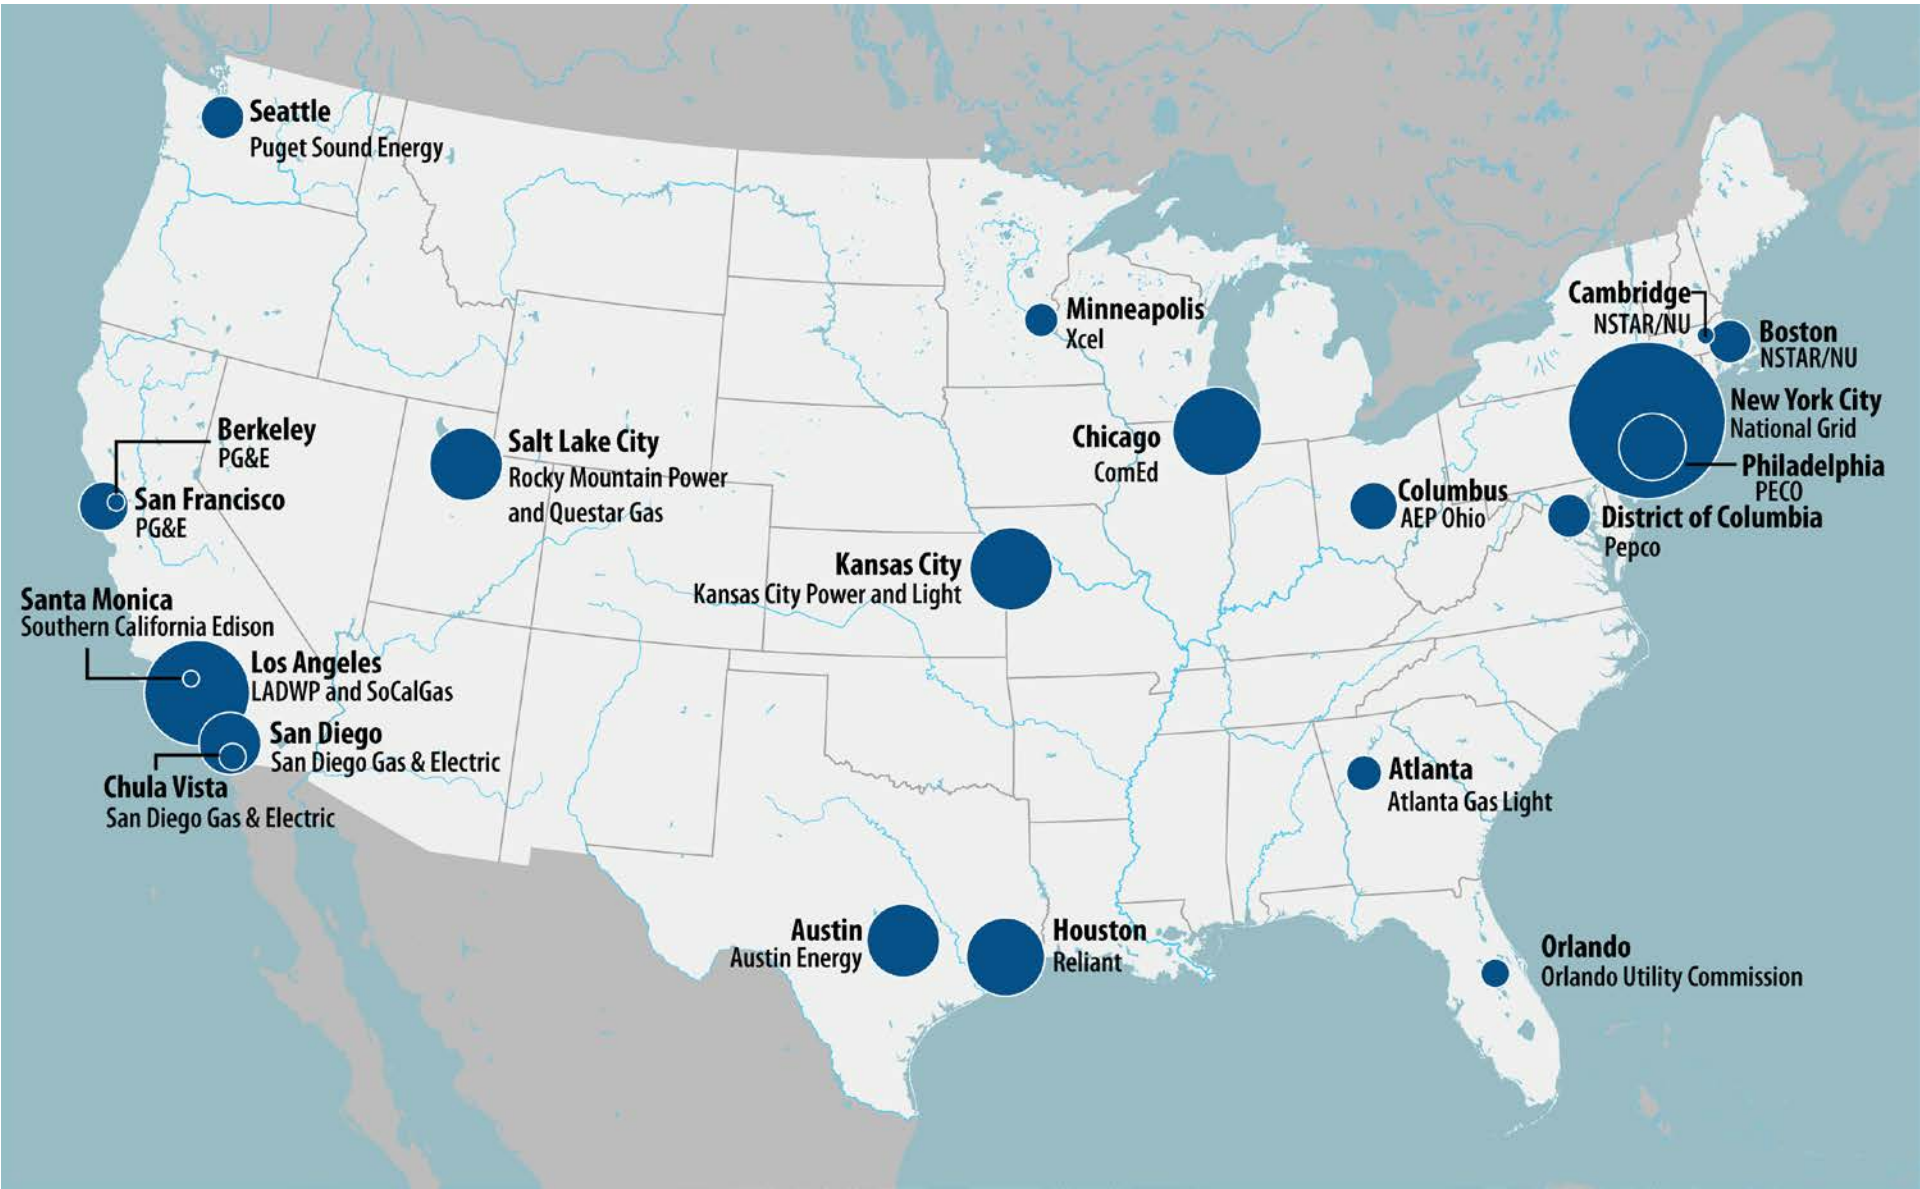 Seattle
Puget Sound Energy
Minneapolis
Xcel
Cambridge
NSTAR/NU
Boston
NSTAR/NU
New York City
National Grid
Philadelphia
PECO
District of Columbia
Pepco
Columbus
AEP Ohio
Chicago
ComEd
Berkeley
PG&E
San Francisco
PG&E
Salt Lake City
Rocky Mountain Power
and Questar Gas
Kansas City
Kansas City Power and Light
Santa Monica
Southern California Edison
Los Angeles
LADWP and SoCalGas
San Diego
San Diego Gas & Electric
Chula Vista
San Diego Gas & Electric
Atlanta
Atlanta Gas Light
Austin
Austin Energy
Houston
Reliant
Orlando
Orlando Utility Commission